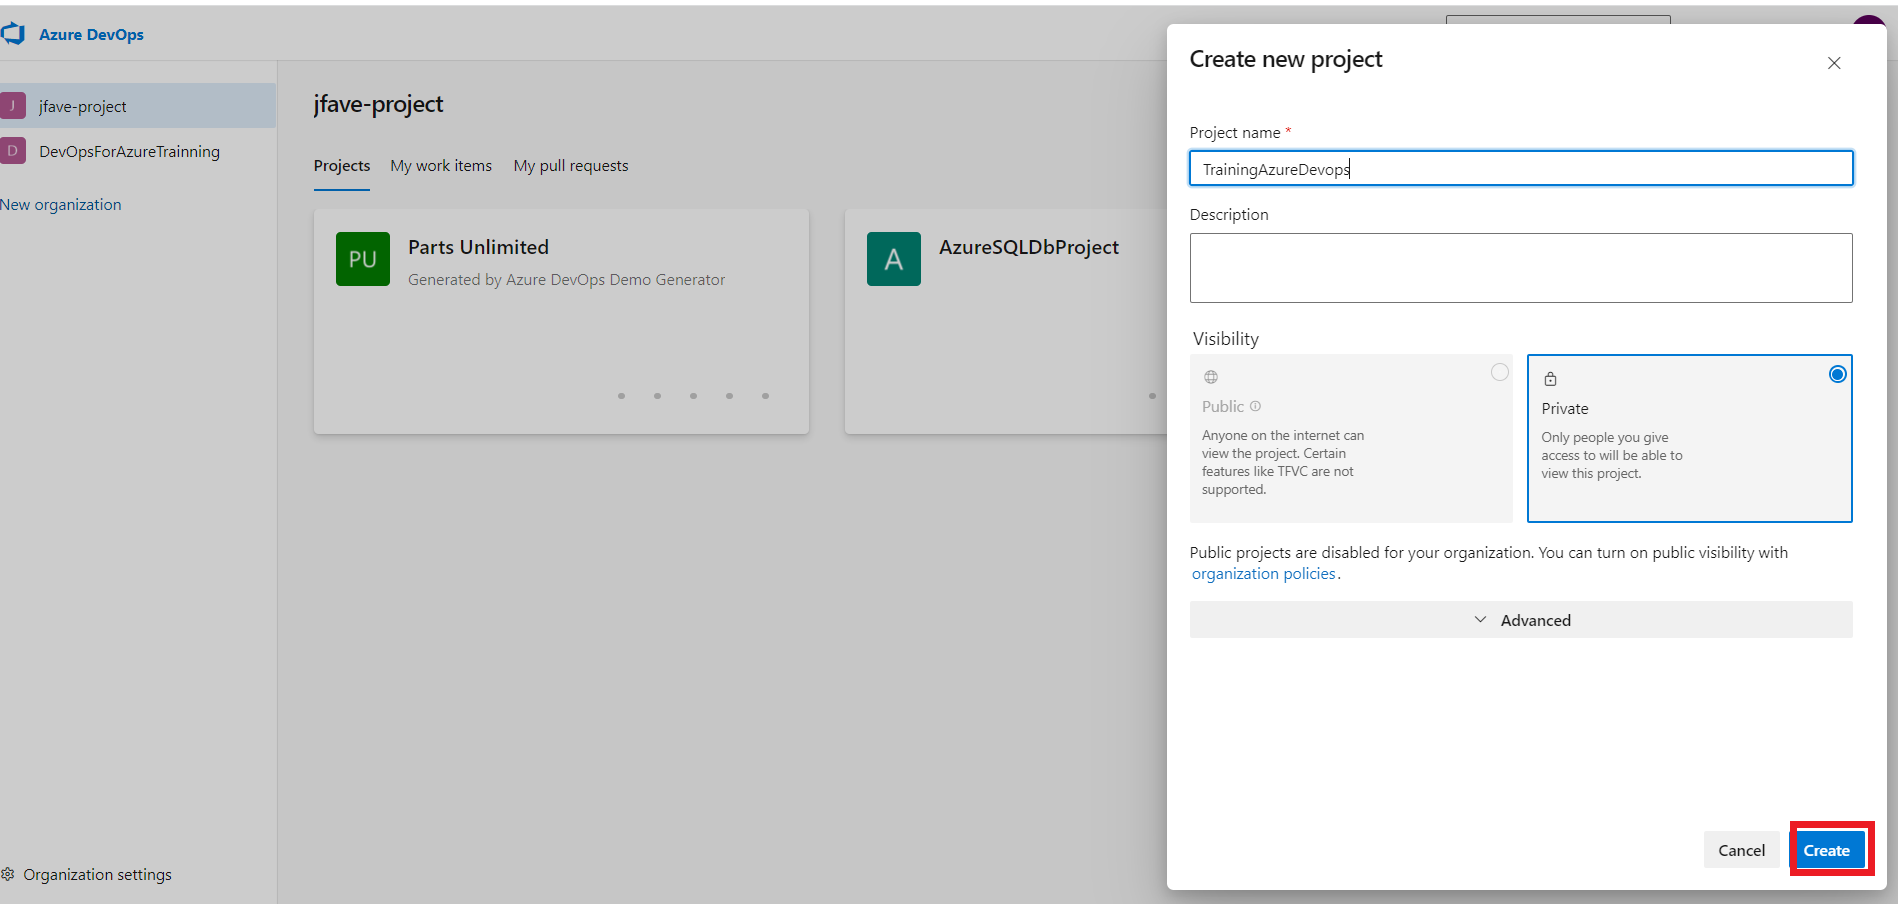 Azure DevOps
J jfave-project
D DevOpsForAzureTrainning
New organization
Organization settings
jfave-project
Projects My work items My pull requests
PU Parts Unlimited
Generated by Azure DevOps Demo Generator
A AzureSQLDbProject
Create new project
Project name *
TrainingAzureDevops
Description
Visibility
Public
Anyone on the internet can
view the project. Certain
features like TFVC are not
supported.
Private
Only people you give
access to will be able to
view this project.
Public projects are disabled for your organization. You can turn on public visibility with
organization policies.
Advanced
Cancel Create